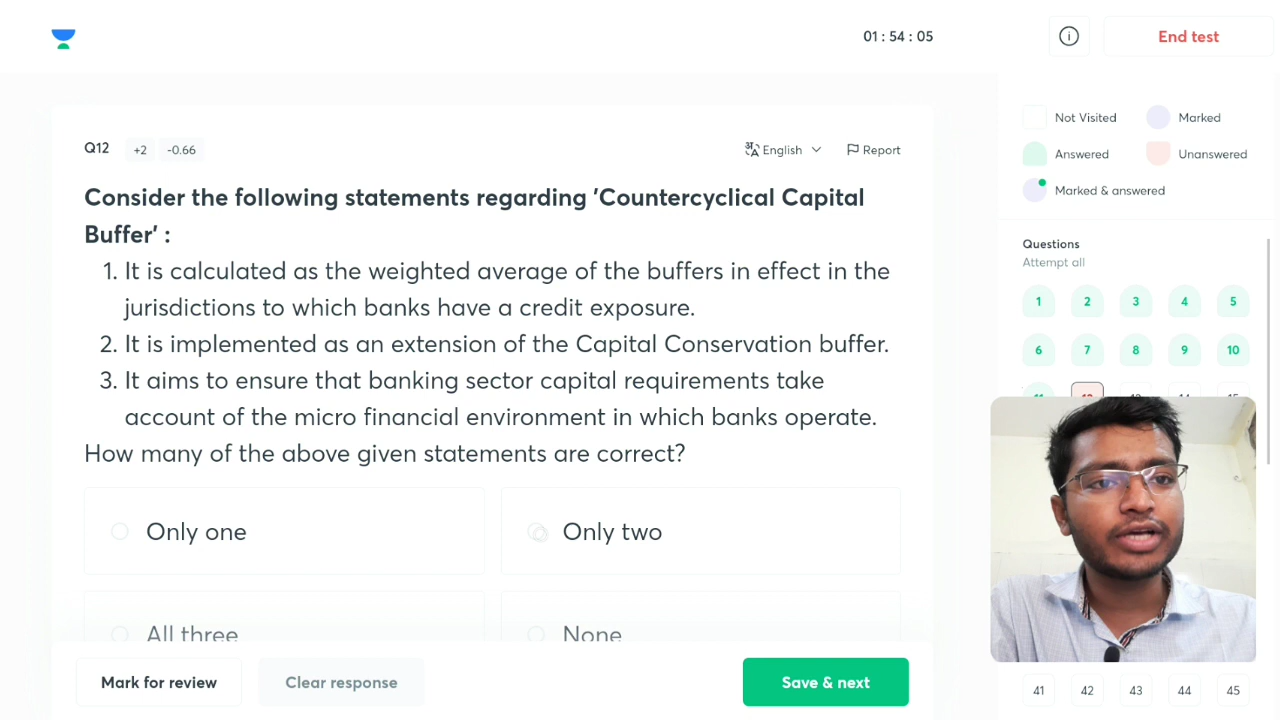 01 : 54 : 05
End test
Q12 +2 -0.66
English Report
Consider the following statements regarding 'Countercyclical Capital
Buffer' :
1. It is calculated as the weighted average of the buffers in effect in the
jurisdictions to which banks have a credit exposure.
2. It is implemented as an extension of the Capital Conservation buffer.
3. It aims to ensure that banking sector capital requirements take
account of the micro financial environment in which banks operate.
How many of the above given statements are correct?
Only one
Only two
All three
None
Mark for review
Clear response
Save & next
Not Visited
Marked
Answered
Unanswered
Marked & answered
Questions
Attempt all
1 2 3 4 5
6 7 8 9 10
41 42 43 44 45